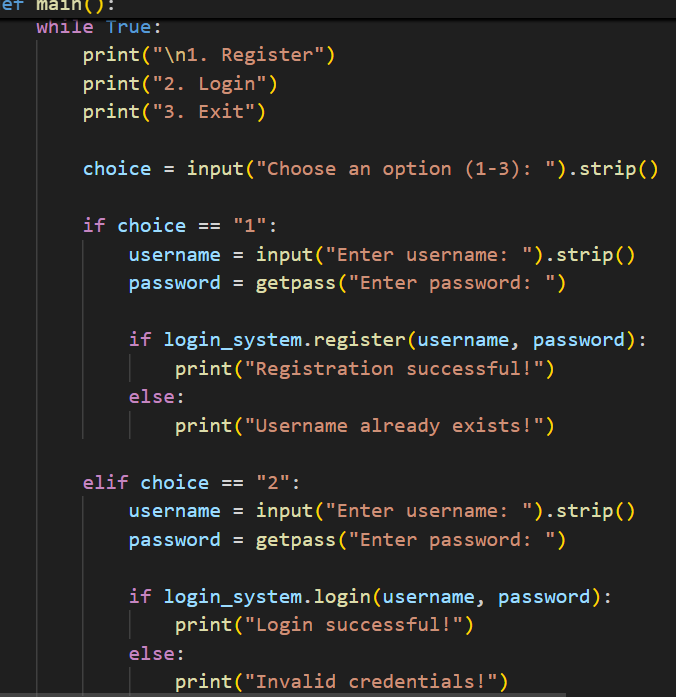 ef main():
while True:
print("\n1. Register")
print("2. Login")
print("3. Exit")
choice = input("Choose an option (1-3): ").strip()
if choice == "1":
username = input("Enter username: ").strip()
password = getpass("Enter password: ")
if login_system.register(username, password):
print("Registration successful!")
else:
print("Username already exists!")
elif choice == "2":
username = input("Enter username: ").strip()
password = getpass("Enter password: ")
if login_system.login(username, password):
print("Login successful!")
else:
print("Invalid credentials!")